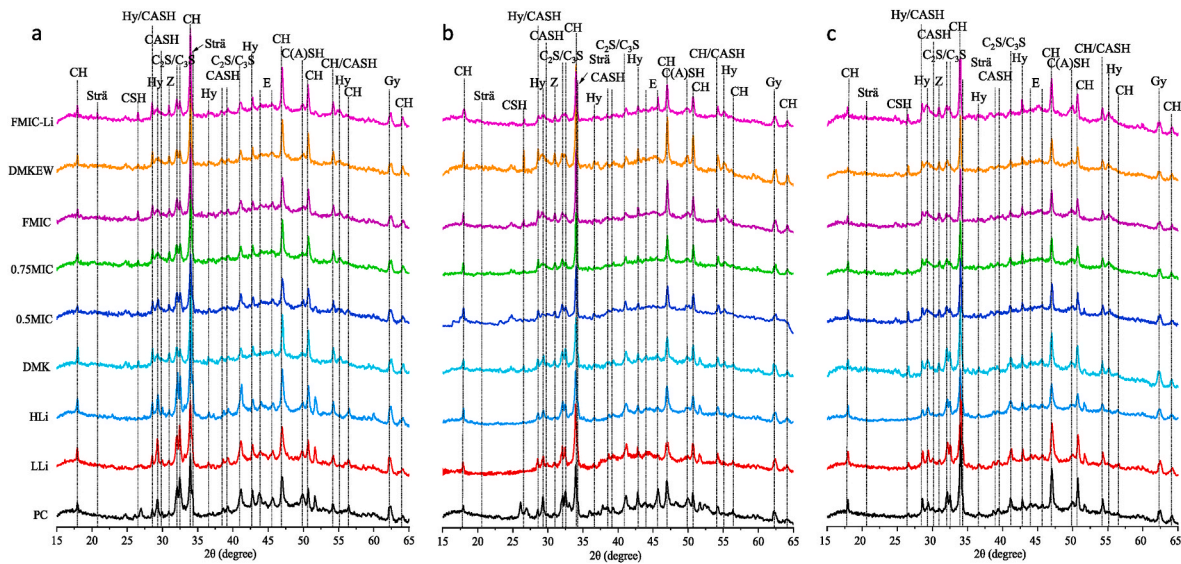 a
CH
Hy/CASH
CASH
Strä
C₂S/C₃S
C₂S/C₃S
Hy
CH
C(A)SH
CH/CASH
CH
Strä
CSH
Hy
Z
Hy
CASH
E
CH
Hy
CH
Gy
CH
FMIC-Li
DMKEW
FMIC
0.75MIC
0.5MIC
DMK
HLi
LLi
PC
15 20 25 30 35 40 45 50 55 60 65
2θ (degree)
b
Hy/CASH
CH
CASH
C₂S/C₃S
C₂S/C₃S
Hy
CH
CH/CASH
C(A)SH
Strä
CH
Strä
CSH
Hy
Z
Hy
CASH
E
CH
Hy
CH
Gy
CH
15 20 25 30 35 40 45 50 55 60 65
2θ (degree)
c
Hy/CASH
CH
CASH
C₂S/C₃S
C₂S/C₃S
Hy
CH
CH/CASH
C(A)SH
Strä
CH
Strä
CSH
Hy
Z
Hy
CASH
E
CH
Hy
CH
Gy
CH
15 20 25 30 35 40 45 50 55 60 65
2θ (degree)